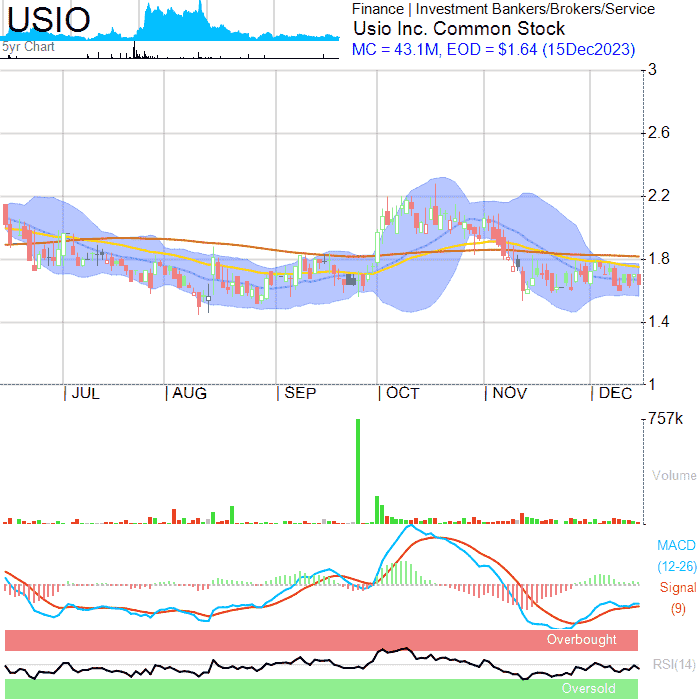 USIO
5yr Chart
Finance | Investment Bankers/Brokers/Service
Usio Inc. Common Stock
MC = 43.1M, EOD = $1.64 (15Dec2023)
3
2.6
2.2
1.8
1.4
1
JUL AUG SEP OCT NOV DEC
757k
Volume
MACD
(12-26)
Signal
(9)
Overbought
RSI(14)
Oversold